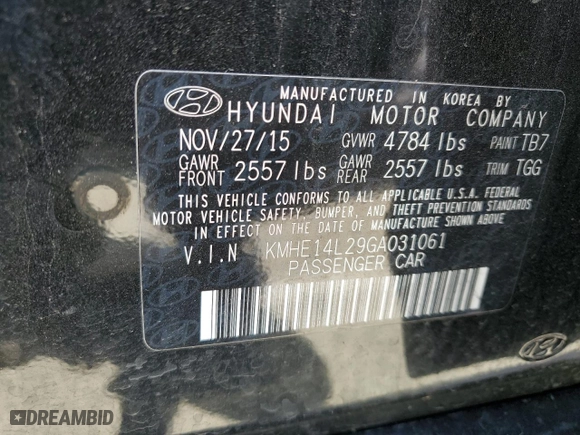 MANUFACTURED IN KOREA BY
HYUNDAI MOTOR COMPANY
NOV/27/15 GVWR 4784 lbs PAINT TB7
GAWR FRONT 2557 lbs GAWR REAR 2557 lbs TRIM TGG
THIS VEHICLE CONFORMS TO ALL APPLICABLE U.S.A. FEDERAL
MOTOR VEHICLE SAFETY, BUMPER, AND THEFT PREVENTION STANDARDS
IN EFFECT ON THE DATE OF MANUFACTURE SHOWN ABOVE.
V.I.N KMHE14L29GA031061
PASSENGER CAR
DREAMBID